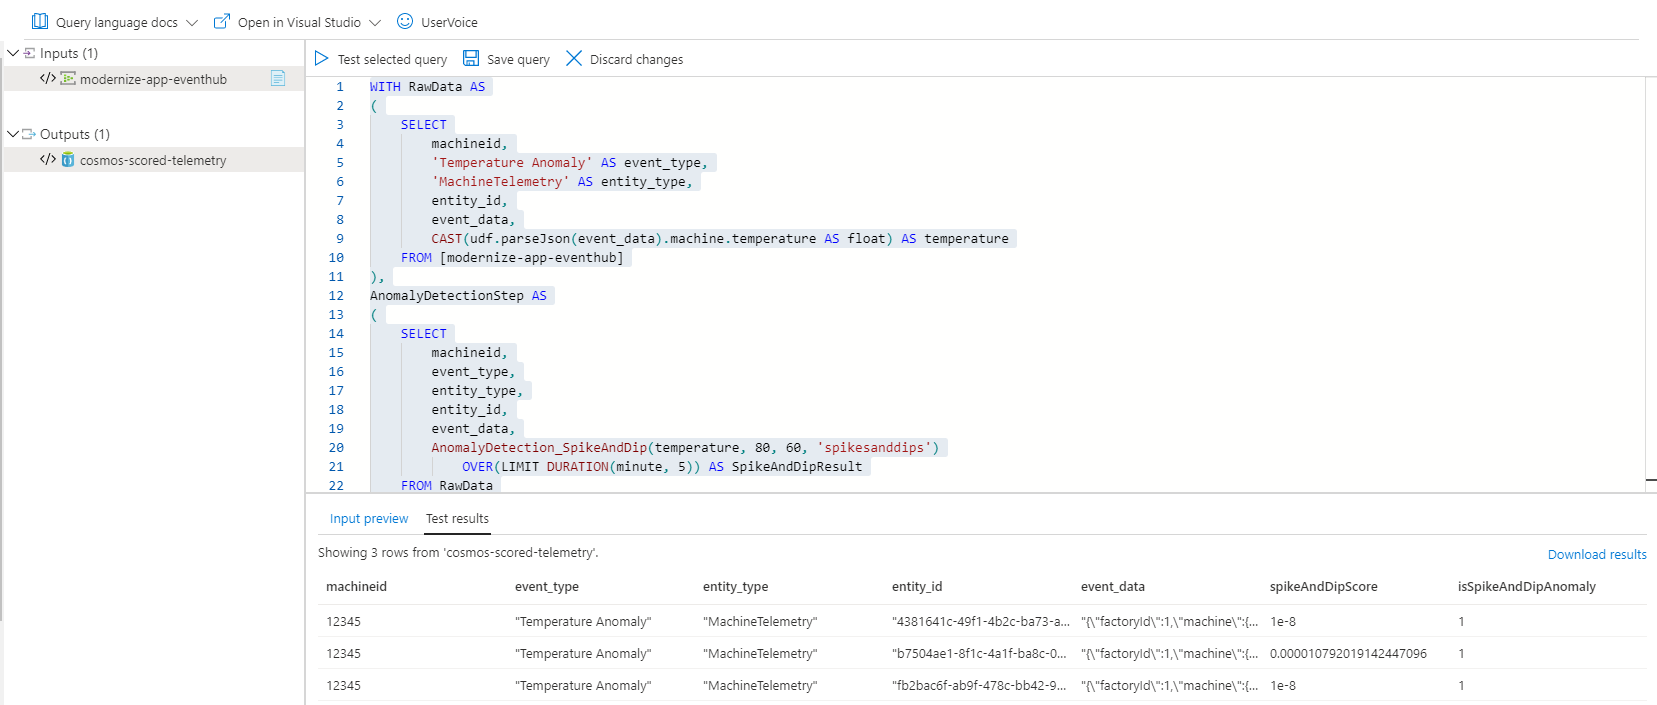 Query language docs Open in Visual Studio UserVoice
Inputs (1)
modernize-app-eventhub
Outputs (1)
cosmos-scored-telemetry
Test selected query Save query Discard changes
1 WITH RawData AS
2 (
3 SELECT
4 machineid,
5 'Temperature Anomaly' AS event_type,
6 'MachineTelemetry' AS entity_type,
7 entity_id,
8 event_data,
9 CAST(udf.parseJson(event_data).machine.temperature AS float) AS temperature
10 FROM [modernize-app-eventhub]
11 ),
12 AnomalyDetectionStep AS
13 (
14 SELECT
15 machineid,
16 event_type,
17 entity_type,
18 entity_id,
19 event_data,
20 AnomalyDetection_SpikeAndDip(temperature, 80, 60, 'spikesanddips')
21 OVER(LIMIT DURATION(minute, 5)) AS SpikeAndDipResult
22 FROM RawData
Input preview Test results
Showing 3 rows from 'cosmos-scored-telemetry'.
Download results
machineid event_type entity_type entity_id event_data spikeAndDipScore isSpikeAndDipAnomaly
12345 "Temperature Anomaly" "MachineTelemetry" "4381641c-49f1-4b2c-ba73-a... "{\"factoryId\":1,\"machine\":{... 1e-8 1
12345 "Temperature Anomaly" "MachineTelemetry" "b7504ae1-8f1c-4a1f-ba8c-0... "{\"factoryId\":1,\"machine\":{... 0.000010792019142447096 1
12345 "Temperature Anomaly" "MachineTelemetry" "fb2bac6f-ab9f-478c-bb42-9... "{\"factoryId\":1,\"machine\":{... 1e-8 1